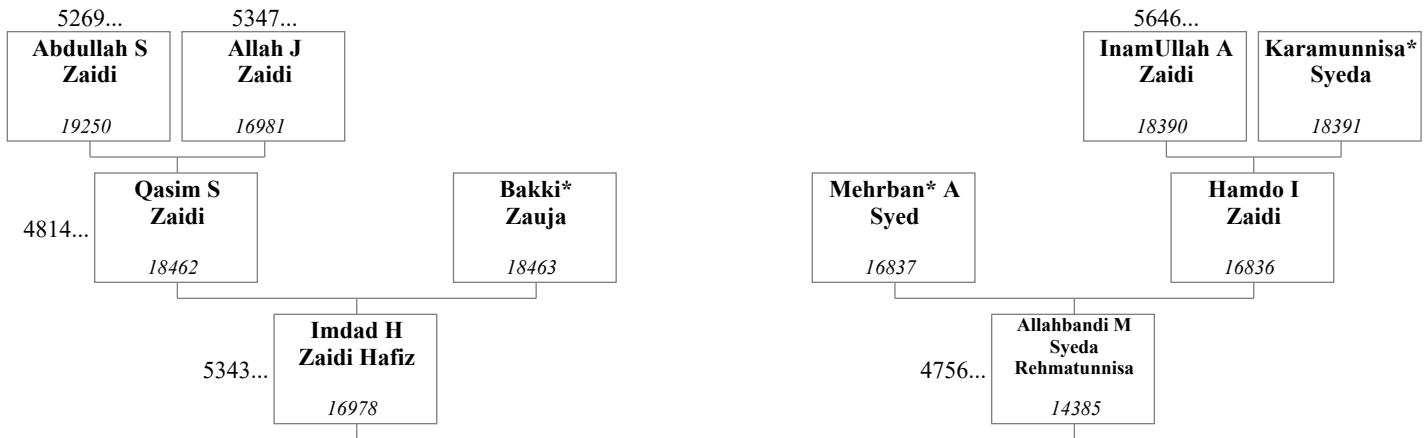 5269...
5347...
5646...
Abdullah S
Zaidi
19250
Allah J
Zaidi
16981
InamUllah A
Zaidi
18390
Karamunnisa*
Syeda
18391
4814...
Qasim S
Zaidi
18462
Bakki*
Zauja
18463
Mehrban* A
Syed
16837
Hamdo I
Zaidi
16836
5343...
Imdad H
Zaidi Hafiz
16978
4756...
Allahbandi M
Syeda
Rehmatunnisa
14385